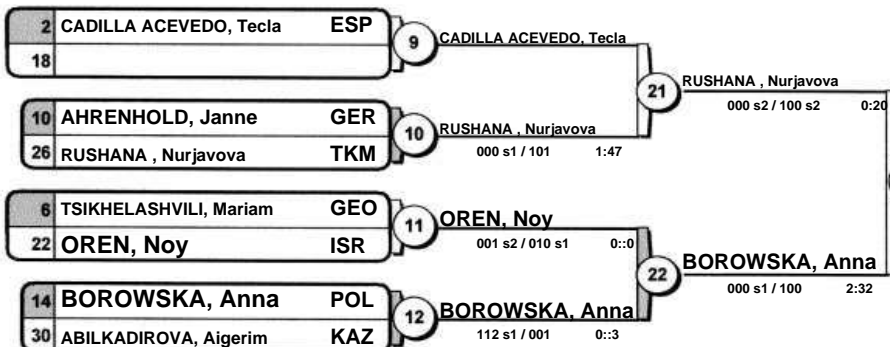 2 CADILLA ACEVEDO, Tecla ESP
18
9 CADILLA ACEVEDO, Tecla
10 AHRENHOLD, Janne GER
26 RUSHANA , Nurjavova TKM
10 RUSHANA , Nurjavova
000 s1 / 101 1:47
21 RUSHANA , Nurjavova
000 s2 / 100 s2 0:20
6 TSIKHELASHVILI, Mariam GEO
22 OREN, Noy ISR
11 OREN, Noy
001 s2 / 010 s1 0::0
14 BOROWSKA, Anna POL
30 ABILKADIROVA, Aigerim KAZ
12 BOROWSKA, Anna
112 s1 / 001 0::3
22 BOROWSKA, Anna
000 s1 / 100 2:32